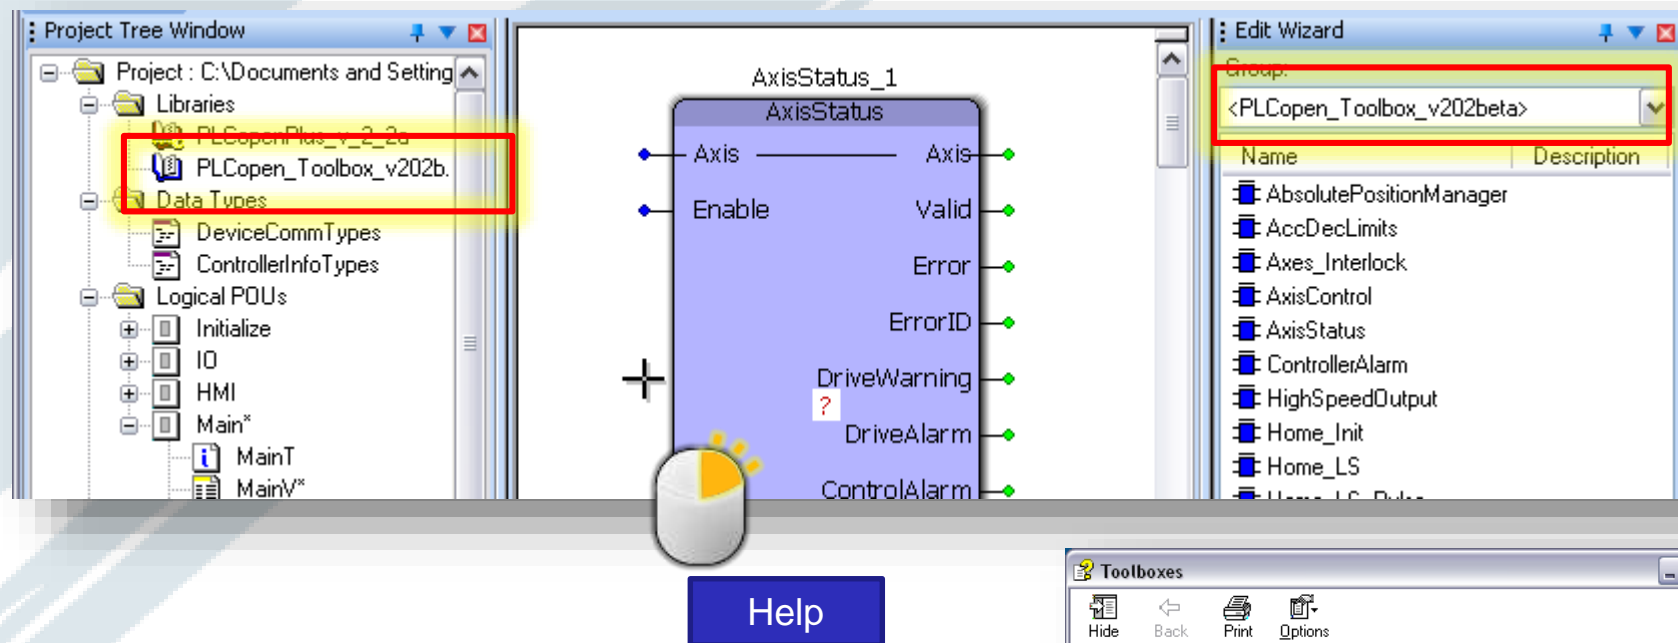 Project Tree Window
Project : C:\Documents and Setting
Libraries
PLCopenPlus_v_2_2a
PLCopen_Toolbox_v202b.
Data Types
DeviceCommTypes
ControllerInfoTypes
Logical POUs
Initialize
IO
HMI
Main*
MainT
MainV*
AxisStatus_1
AxisStatus
Axis Axis
Enable Valid
Error
ErrorID
DriveWarning
?
DriveAlarm
ControlAlarm
Edit Wizard
Group:
<PLCopen_Toolbox_v202beta>
Name Description
AbsolutePositionManager
AccDecLimits
Axes_Interlock
AxisControl
AxisStatus
ControllerAlarm
HighSpeedOutput
Home_Init
Home_LS
Help
Toolboxes
Hide Back Print Options